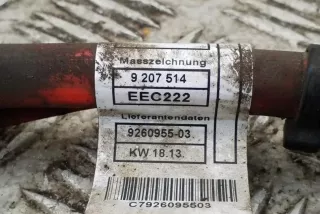 Masszeichnung
9 207 514
EEC222
Lieferantendaten
9260955-03
KW 18.13.
C7926095503